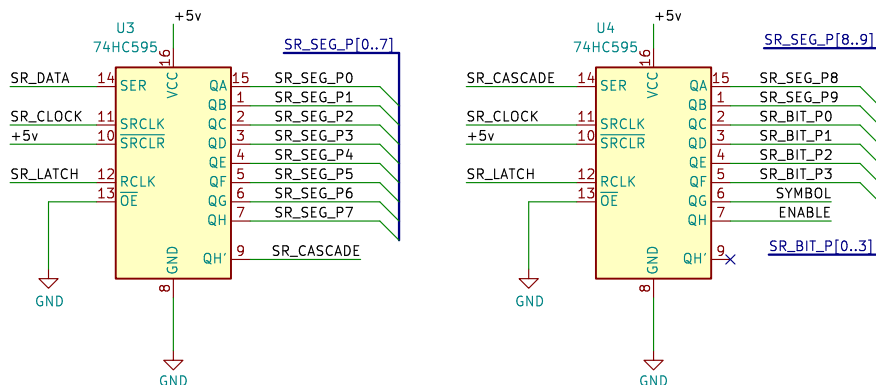 U3
74HC595
+5v
16
VCC
SR_SEG_P[0..7]
SR_DATA
14
SER
QA
15
SR_SEG_P0
QB
1
SR_SEG_P1
SR_CLOCK
11
SRCLK
QC
2
SR_SEG_P2
+5v
10
SRCLR
QD
3
SR_SEG_P3
QE
4
SR_SEG_P4
SR_LATCH
12
RCLK
QF
5
SR_SEG_P5
13
OE
QG
6
SR_SEG_P6
QH
7
SR_SEG_P7
GND
QH'
9
SR_CASCADE
8
GND
GND
U4
74HC595
+5v
16
VCC
SR_SEG_P[8..9]
SR_CASCADE
14
SER
QA
15
SR_SEG_P8
QB
1
SR_SEG_P9
SR_CLOCK
11
SRCLK
QC
2
SR_BIT_P0
+5v
10
SRCLR
QD
3
SR_BIT_P1
QE
4
SR_BIT_P2
SR_LATCH
12
RCLK
QF
5
SR_BIT_P3
13
OE
QG
6
SYMBOL
QH
7
ENABLE
SR_BIT_P[0..3]
GND
QH'
9
8
GND
GND